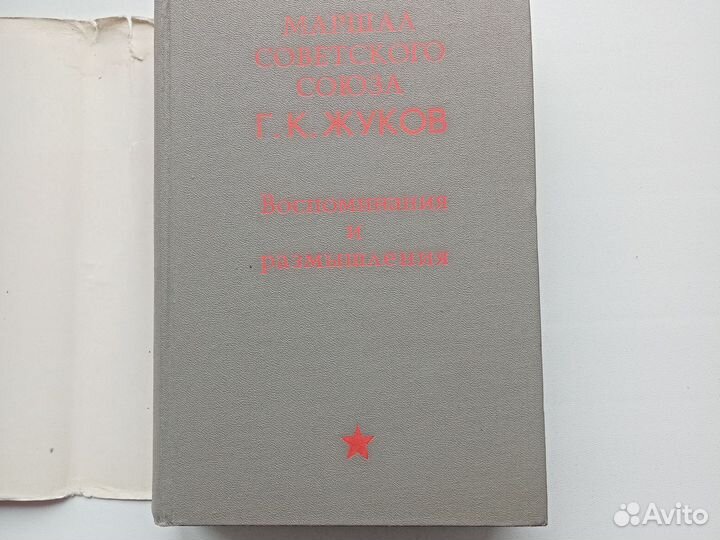 МАРШАЛ
СОВЕТСКОГО
СОЮЗА
Г. К. ЖУКОВ
Воспоминания
и
размышления
Avito